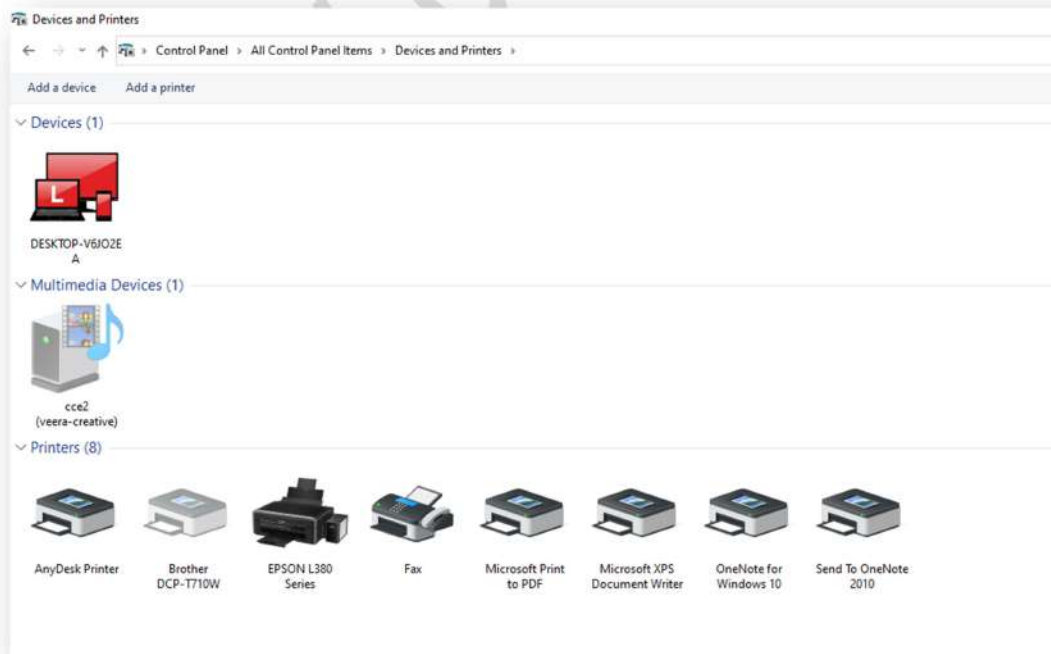 Devices and Printers
Control Panel > All Control Panel Items > Devices and Printers >
Add a device Add a printer
Devices (1)
L
DESKTOP-V6JO2E
A
Multimedia Devices (1)
cce2
(veera-creative)
Printers (8)
AnyDesk Printer
Brother
DCP-T710W
EPSON L380
Series
Fax
Microsoft Print
to PDF
Microsoft XPS
Document Writer
OneNote for
Windows 10
Send To OneNote
2010